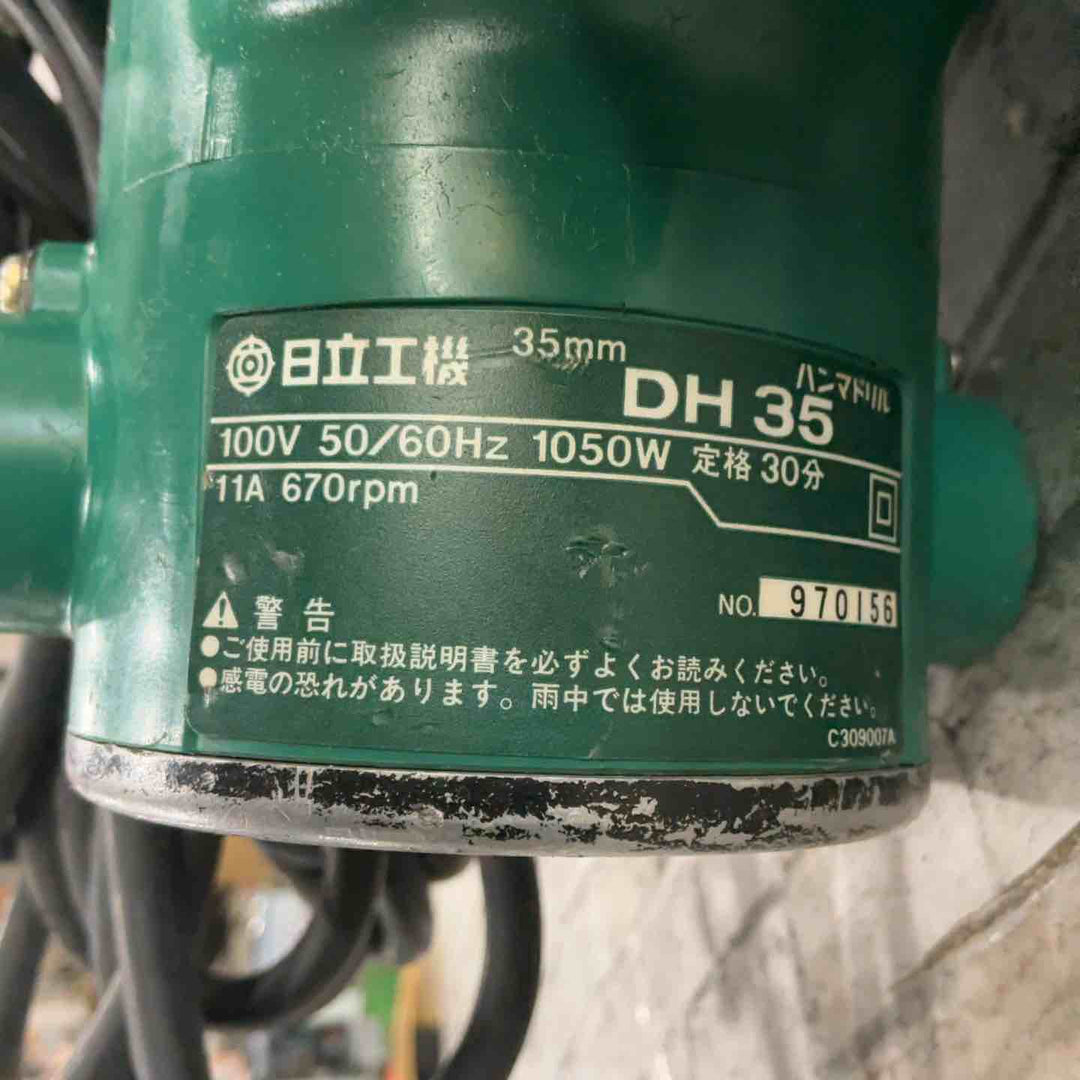 日立工機 35mm DH 35 ハンマドリル
100V 50/60Hz 1050W 定格 30分
11A 670rpm
NO. 970156
警告
●ご使用前に取扱説明書を必ずよくお読みください。
●感電の恐れがあります。雨中では使用しないでください。
C309007A